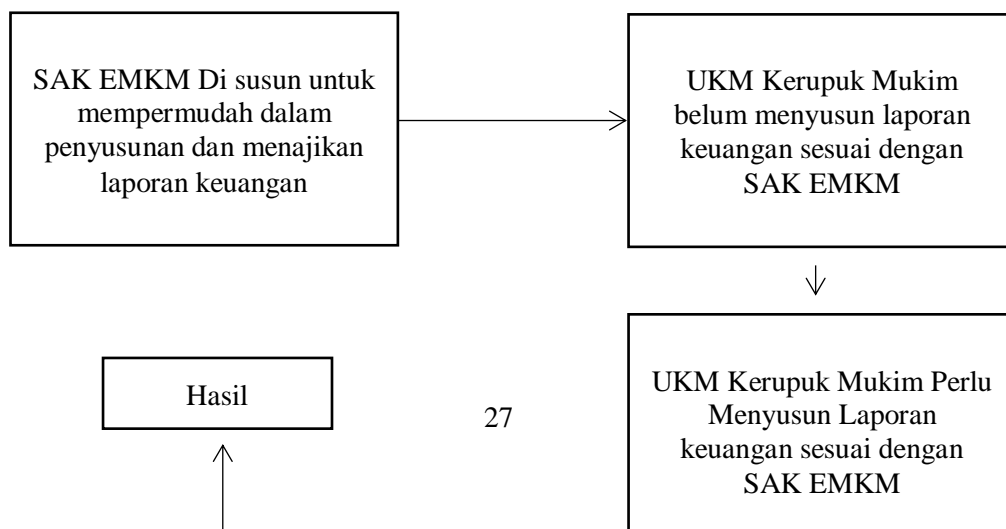 SAK EMKM Di susun untuk
mempermudah dalam
penyusunan dan menajikan
laporan keuangan
UKM Kerupuk Mukim
belum menyusun laporan
keuangan sesuai dengan
SAK EMKM
Hasil
27
UKM Kerupuk Mukim Perlu
Menyusun Laporan
keuangan sesuai dengan
SAK EMKM